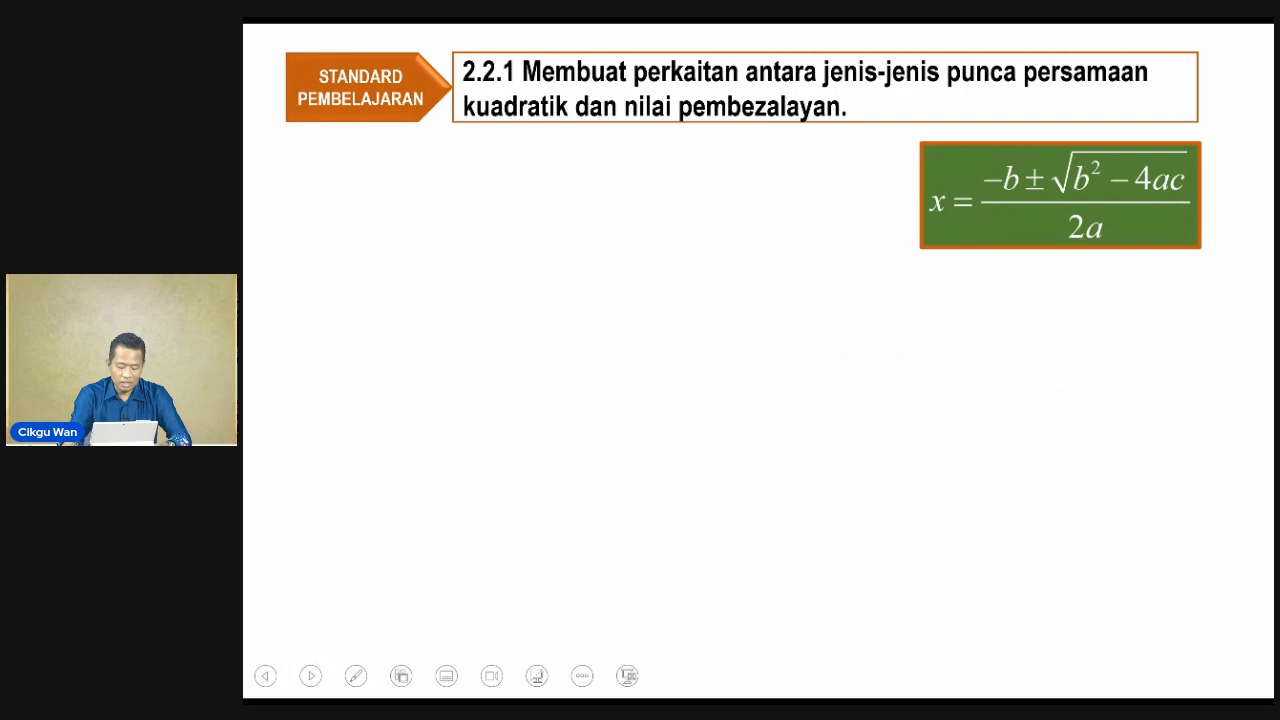 STANDARD
PEMBELAJARAN
2.2.1 Membuat perkaitan antara jenis-jenis punca persamaan
kuadratik dan nilai pembezalayan.
x = (−b ± √(b² − 4ac)) / 2a
Cikgu Wan